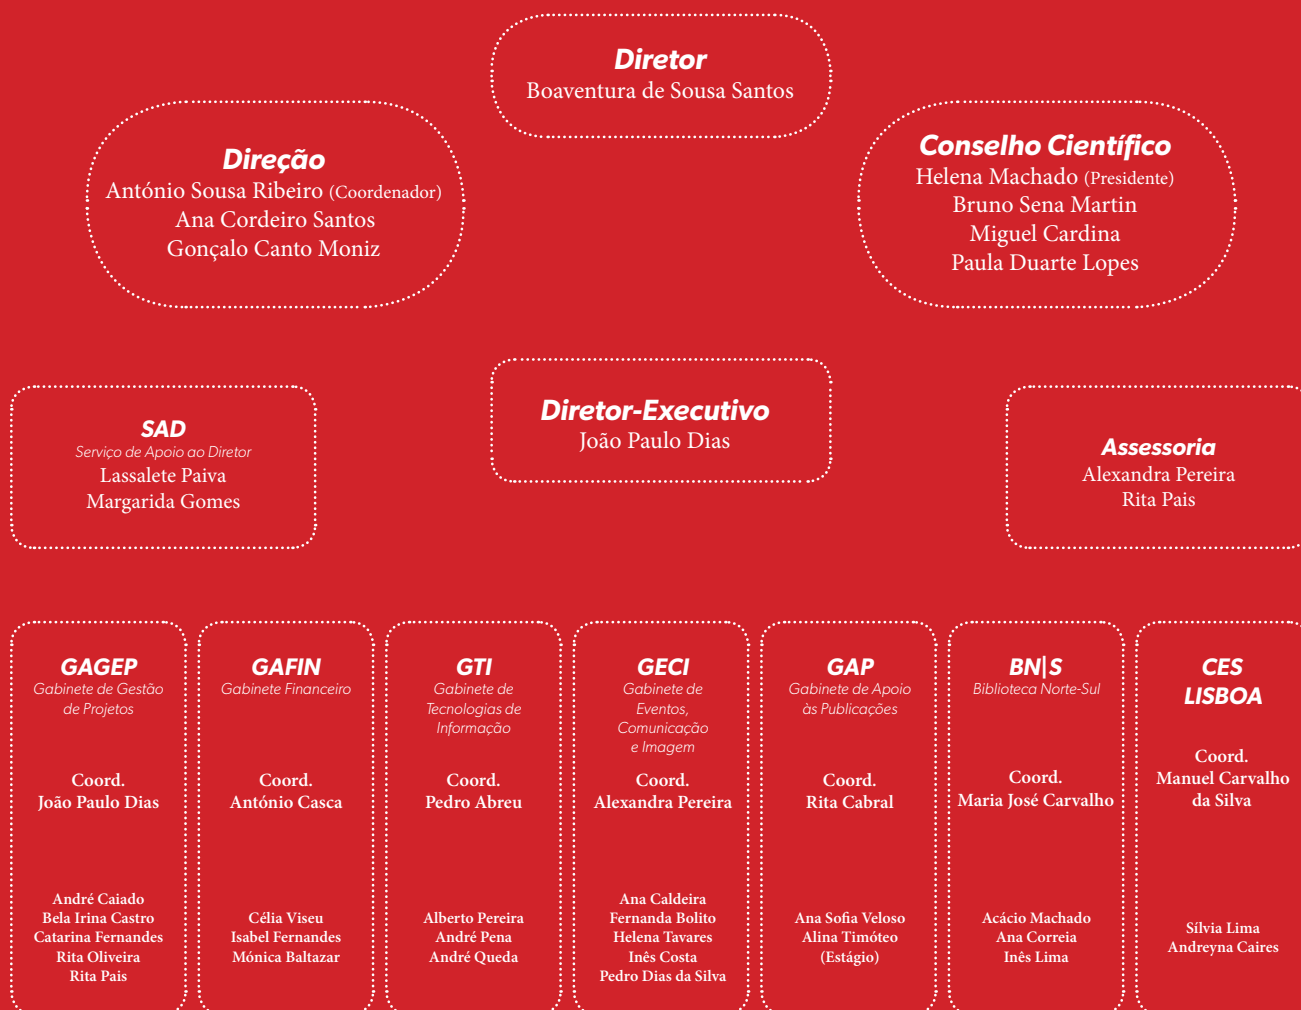 Diretor
Boaventura de Sousa Santos
Direção
António Sousa Ribeiro (Coordenador)
Ana Cordeiro Santos
Gonçalo Canto Moniz
Conselho Científico
Helena Machado (Presidente)
Bruno Sena Martin
Miguel Cardina
Paula Duarte Lopes
SAD
Serviço de Apoio ao Diretor
Lassalete Paiva
Margarida Gomes
Diretor-Executivo
João Paulo Dias
Assessoria
Alexandra Pereira
Rita Pais
GAGEP
Gabinete de Gestão
de Projetos
Coord.
João Paulo Dias
André Caiado
Bela Irina Castro
Catarina Fernandes
Rita Oliveira
Rita Pais
GAFIN
Gabinete Financeiro
Coord.
António Casca
Célia Viseu
Isabel Fernandes
Mónica Baltazar
GTI
Gabinete de
Tecnologias de
Informação
Coord.
Pedro Abreu
Alberto Pereira
André Pena
André Queda
GECI
Gabinete de
Eventos,
Comunicação
e Imagem
Coord.
Alexandra Pereira
Ana Caldeira
Fernanda Bolito
Helena Tavares
Inês Costa
Pedro Dias da Silva
GAP
Gabinete de Apoio
às Publicações
Coord.
Rita Cabral
Ana Sofia Veloso
Alina Timóteo
(Estágio)
BN|S
Biblioteca Norte-Sul
Coord.
Maria José Carvalho
Acácio Machado
Ana Correia
Inês Lima
CES
LISBOA
Coord.
Manuel Carvalho
da Silva
Sílvia Lima
Andreyna Caires